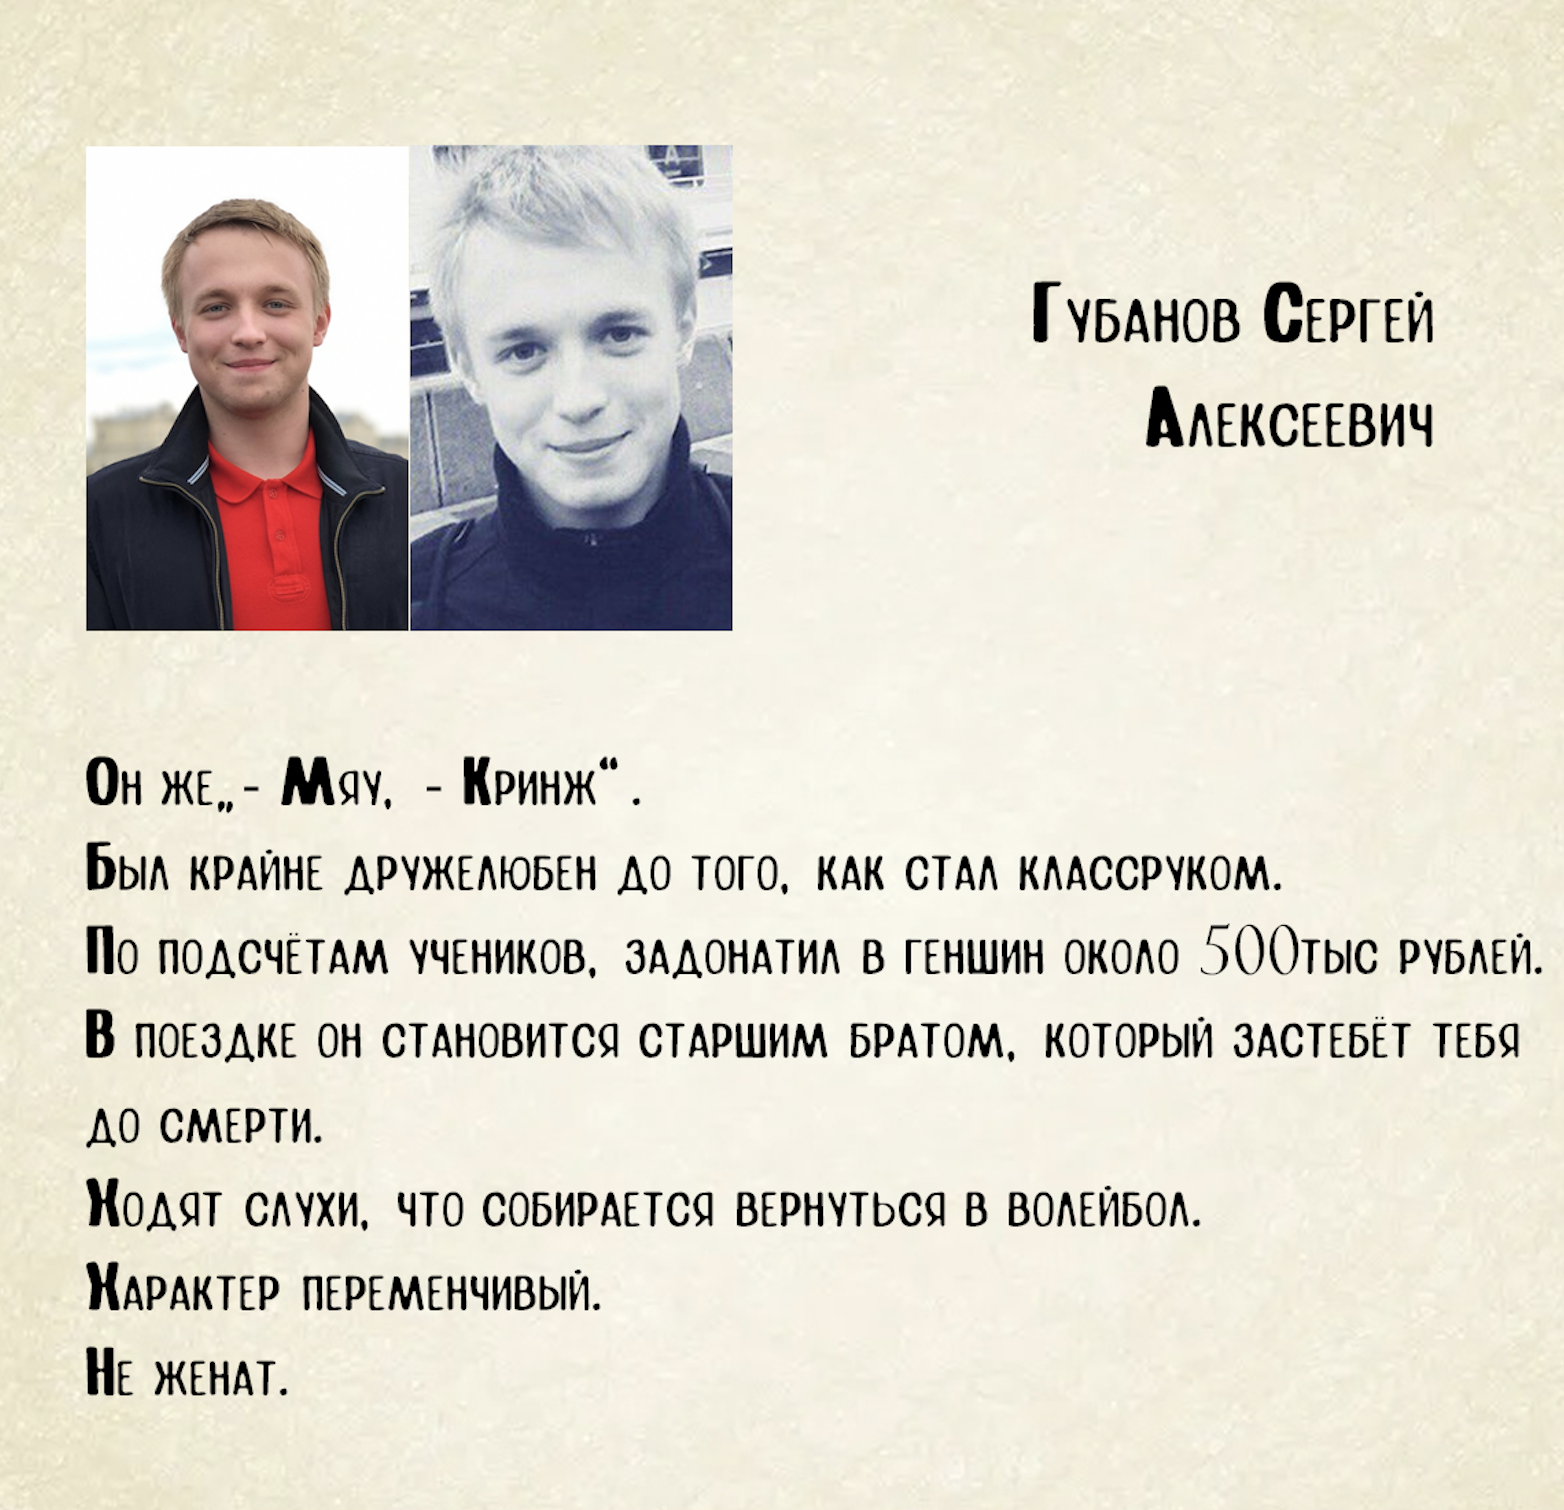 Губанов Сергей
Алексеевич
Он же„- Мяу, - Кринж“.
Был крайне дружелюбен до того, как стал классруком.
По подсчётам учеников, задонатил в геншин около 500тыс рублей.
В поездке он становится старшим братом, который застебёт тебя
до смерти.
Ходят слухи, что собирается вернуться в волейбол.
Характер переменчивый.
Не женат.